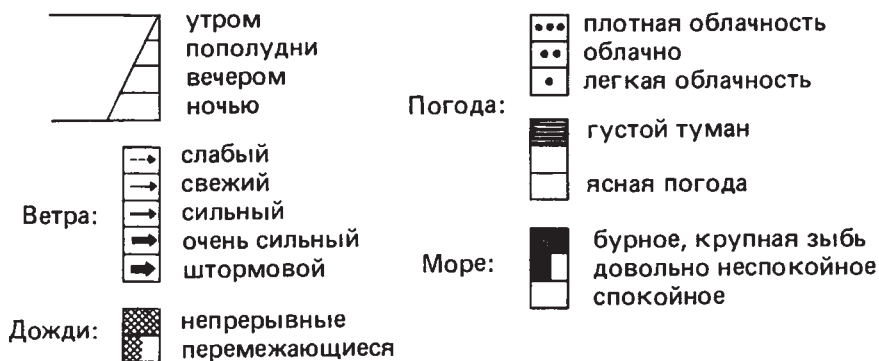 утром
пополудни
вечером
ночью
Ветра:
слабый
свежий
сильный
очень сильный
штормовой
Дожди:
непрерывные
перемежающиеся
Погода:
плотная облачность
облачно
легкая облачность
густой туман
ясная погода
Море:
бурное, крупная зыбь
довольно неспокойное
спокойное